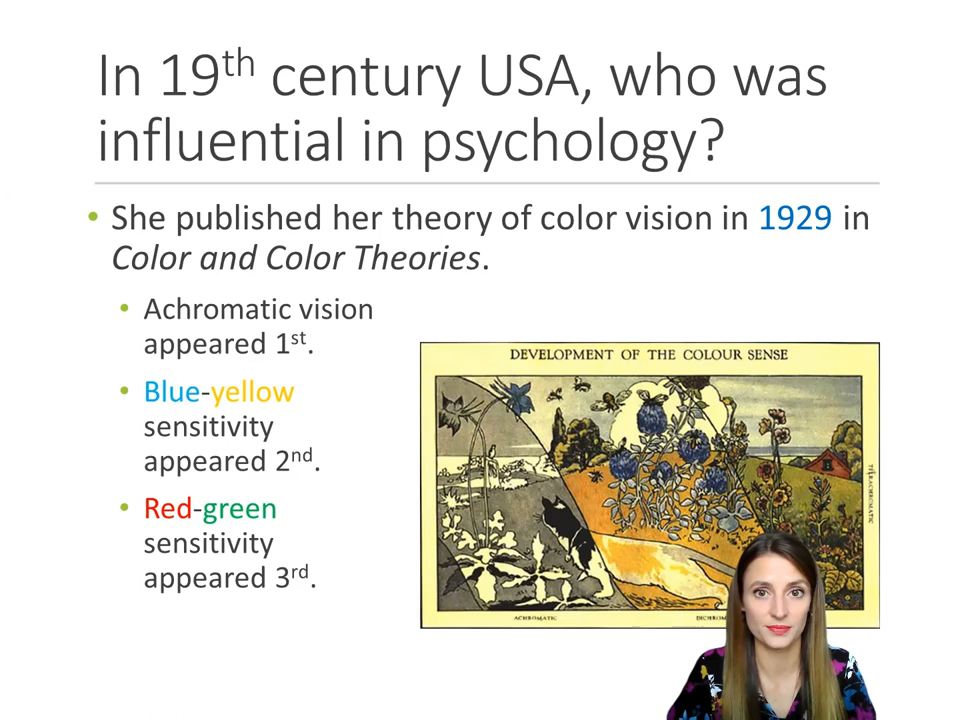 In 19th century USA, who was
influential in psychology?
• She published her theory of color vision in 1929 in
Color and Color Theories.
• Achromatic vision
appeared 1st.
• Blue-yellow
sensitivity
appeared 2nd.
• Red-green
sensitivity
appeared 3rd.
DEVELOPMENT OF THE COLOUR SENSE
TETRACHROMATIC
ACHROMATIC
DICHROM